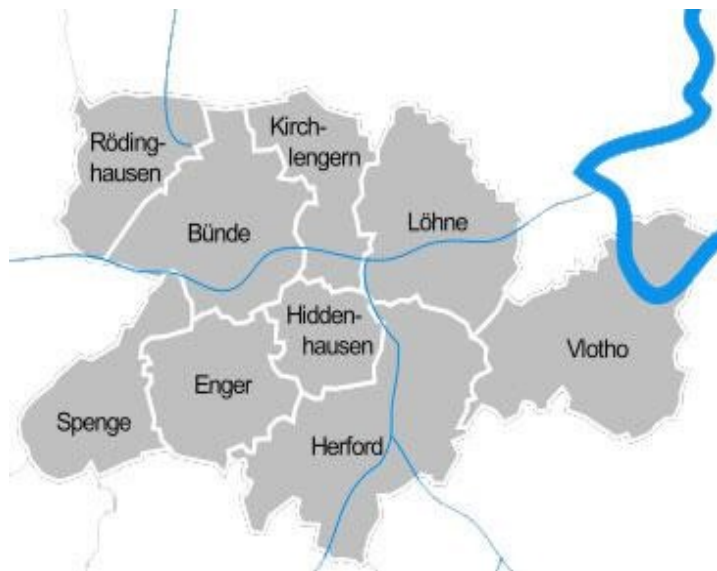 Röding-
hausen
Kirch-
lengern
Bünde
Löhne
Hidden-
hausen
Vlotho
Enger
Spenge
Herford